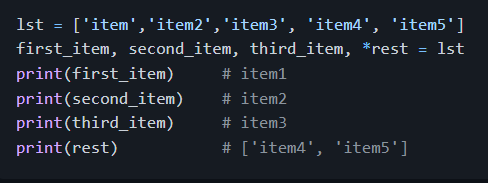 lst = ['item','item2','item3', 'item4', 'item5']
first_item, second_item, third_item, *rest = lst
print(first_item)     # item1
print(second_item)    # item2
print(third_item)     # item3
print(rest)           # ['item4', 'item5']